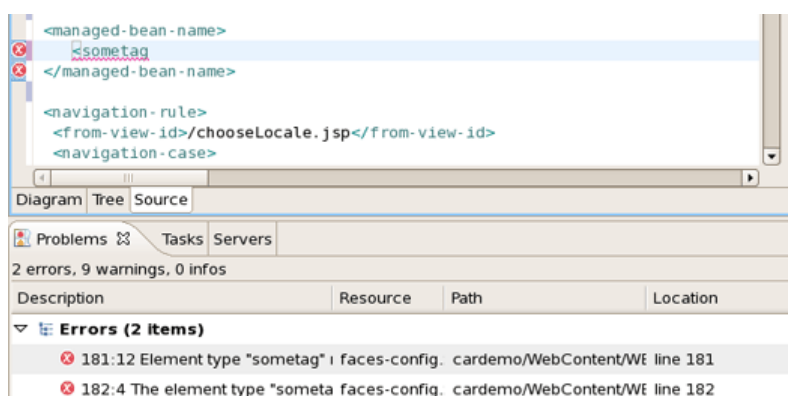 <managed-bean-name>
<sometag
</managed-bean-name>
<navigation-rule>
<from-view-id>/chooseLocale.jsp</from-view-id>
<navigation-case>
Diagram Tree Source
Problems Tasks Servers
2 errors, 9 warnings, 0 infos
Description Resource Path Location
Errors (2 items)
181:12 Element type "sometag" faces-config. cardemo/WebContent/WE line 181
182:4 The element type "someta faces-config. cardemo/WebContent/WE line 182